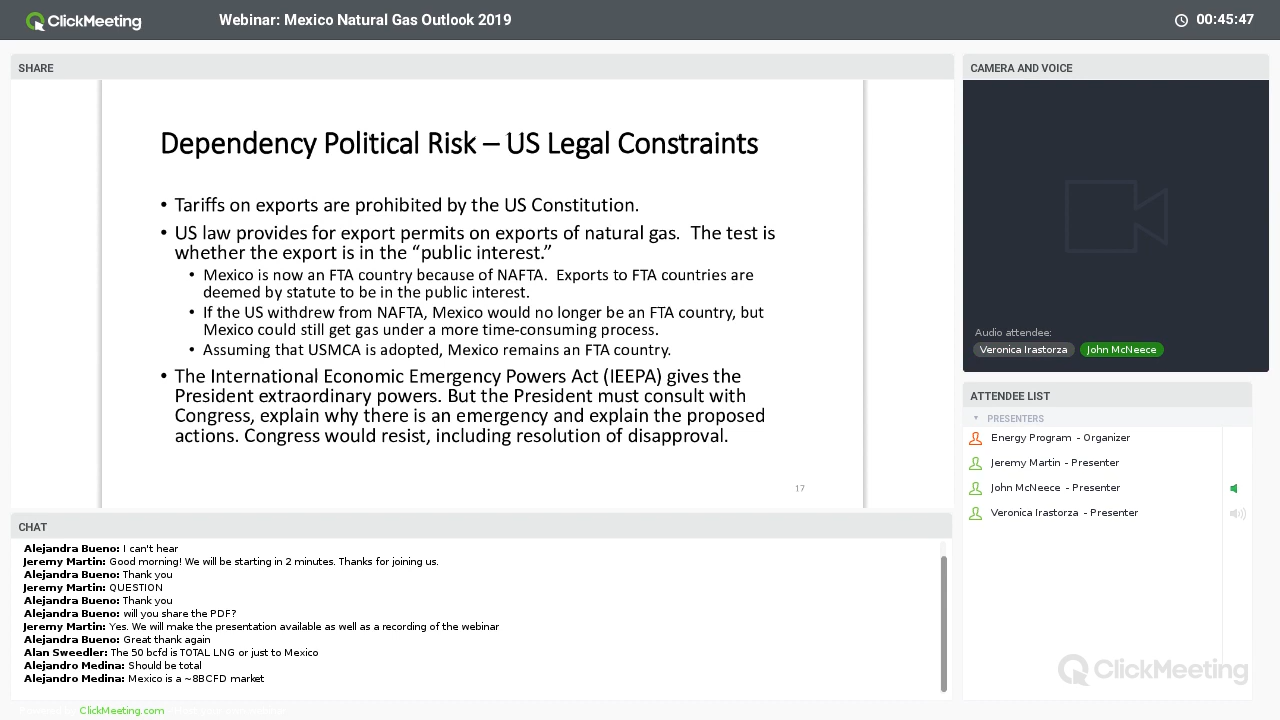 ClickMeeting
Webinar: Mexico Natural Gas Outlook 2019
00:45:47
SHARE
Dependency Political Risk – US Legal Constraints
• Tariffs on exports are prohibited by the US Constitution.
• US law provides for export permits on exports of natural gas.  The test is
whether the export is in the “public interest.”
• Mexico is now an FTA country because of NAFTA.  Exports to FTA countries are
deemed by statute to be in the public interest.
• If the US withdrew from NAFTA, Mexico would no longer be an FTA country, but
Mexico could still get gas under a more time-consuming process.
• Assuming that USMCA is adopted, Mexico remains an FTA country.
• The International Economic Emergency Powers Act (IEEPA) gives the
President extraordinary powers. But the President must consult with
Congress, explain why there is an emergency and explain the proposed
actions. Congress would resist, including resolution of disapproval.
17
CHAT
Alejandra Bueno: I can't hear
Jeremy Martin: Good morning! We will be starting in 2 minutes. Thanks for joining us.
Alejandra Bueno: Thank you
Jeremy Martin: QUESTION
Alejandra Bueno: Thank you
Alejandra Bueno: will you share the PDF?
Jeremy Martin: Yes. We will make the presentation available as well as a recording of the webinar
Alejandra Bueno: Great thank again
Alan Sweedler: The 50 bcfd is TOTAL LNG or just to Mexico
Alejandro Medina: Should be total
Alejandro Medina: Mexico is a ~8BCFD market
CAMERA AND VOICE
Audio attendee:
Veronica Irastorza
John McNeece
ATTENDEE LIST
PRESENTERS
Energy Program - Organizer
Jeremy Martin - Presenter
John McNeece - Presenter
Veronica Irastorza - Presenter
ClickMeeting
ClickMeeting.com